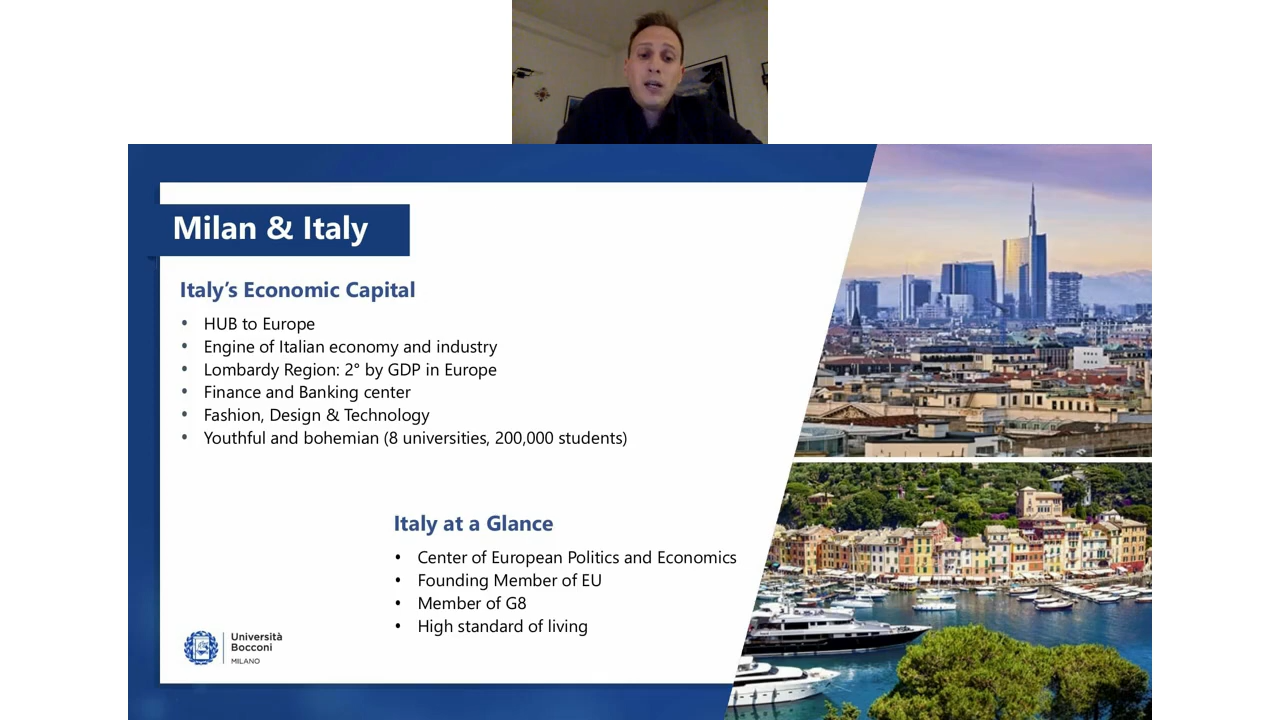 Milan & Italy
Italy’s Economic Capital
• HUB to Europe
• Engine of Italian economy and industry
• Lombardy Region: 2° by GDP in Europe
• Finance and Banking center
• Fashion, Design & Technology
• Youthful and bohemian (8 universities, 200,000 students)
Italy at a Glance
• Center of European Politics and Economics
• Founding Member of EU
• Member of G8
• High standard of living
Università
Bocconi
MILANO